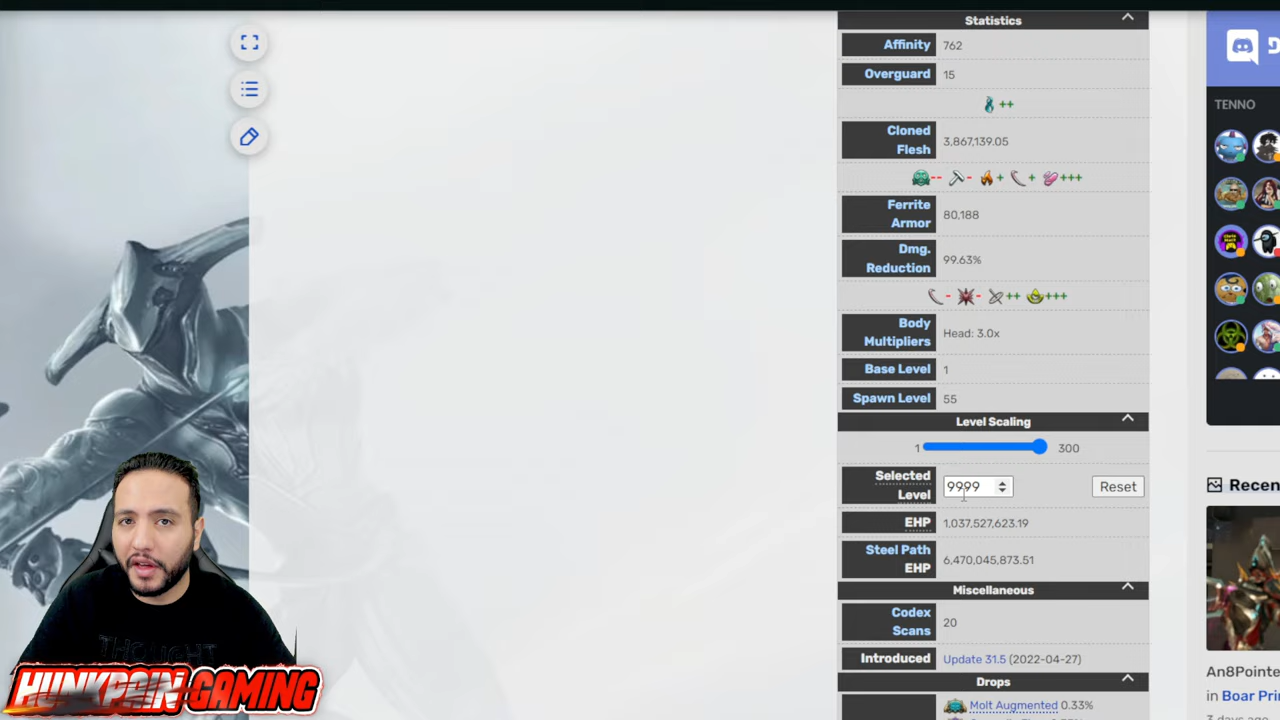 Statistics
Affinity 762
Overguard 15
++
Cloned Flesh 3,867,139.05
-- - + + +++
Ferrite Armor 80,188
Dmg. Reduction 99.63%
- - ++ +++
Body Multipliers Head: 3.0x
Base Level 1
Spawn Level 55
Level Scaling
1 300
Selected Level 9999 Reset
EHP 1,037,527,623.19
Steel Path EHP 6,470,045,873.51
Miscellaneous
Codex Scans 20
Introduced Update 31.5 (2022-04-27)
Drops
Molt Augmented 0.33%
TENNO
Recen
An8Pointe
in Boar Pri
3 days ago
THOUGHT
HUNKPAIN GAMING